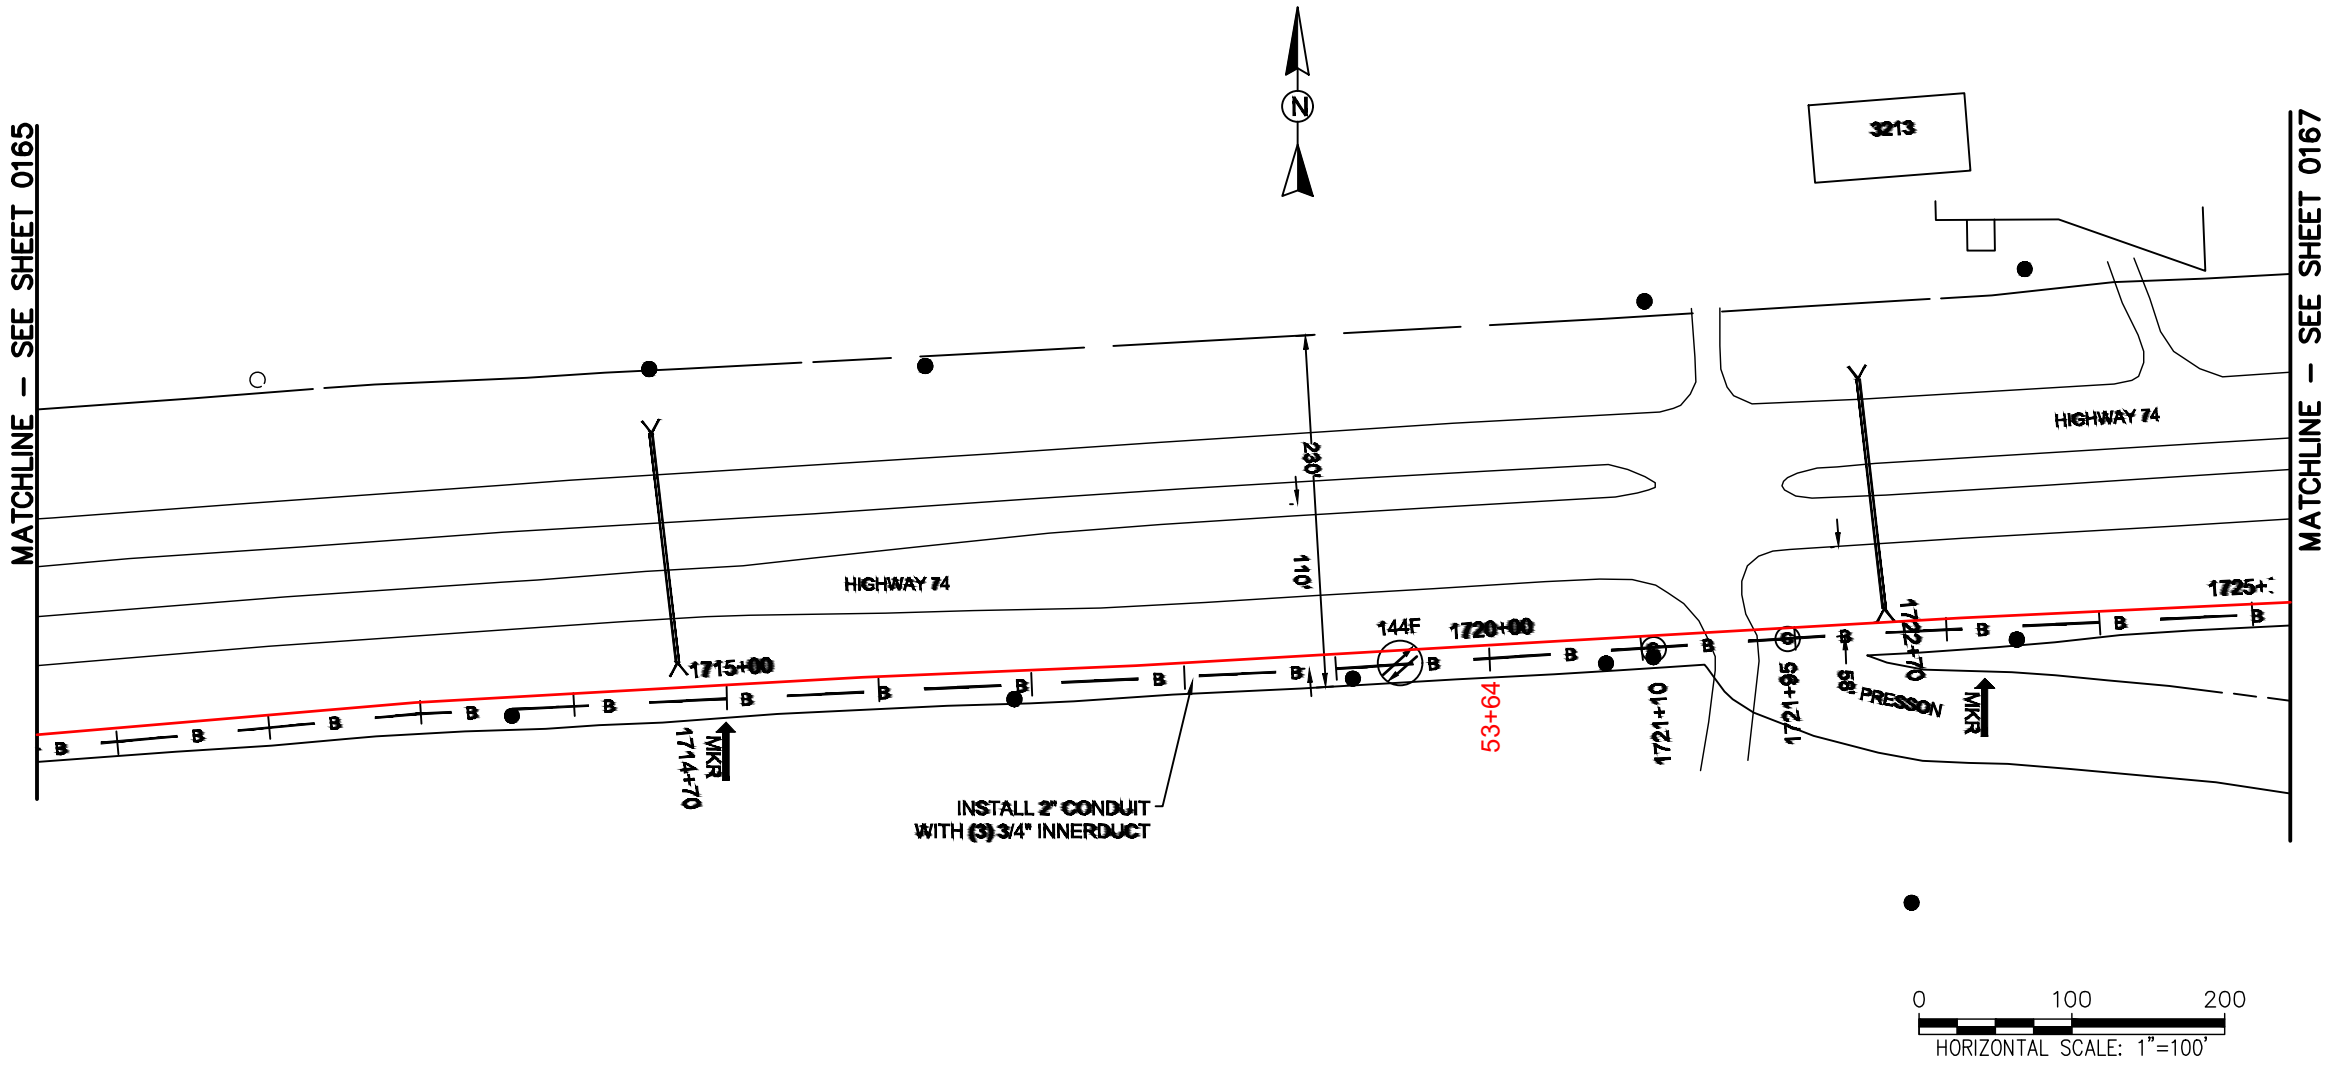 N
MATCHLINE - SEE SHEET 0165
MATCHLINE - SEE SHEET 0167
3213
HIGHWAY 74
230'
110'
HIGHWAY 74
1725+
144F
1720+00
1715+00
1722+70
B B B B B B B B B B B B B B B B B
53+64
1721+10
1721+95
58'
PRESSON
MKR
1714+70
MKR
INSTALL 2" CONDUIT
WITH (3) 3/4" INNERDUCT
0 100 200
HORIZONTAL SCALE: 1"=100'